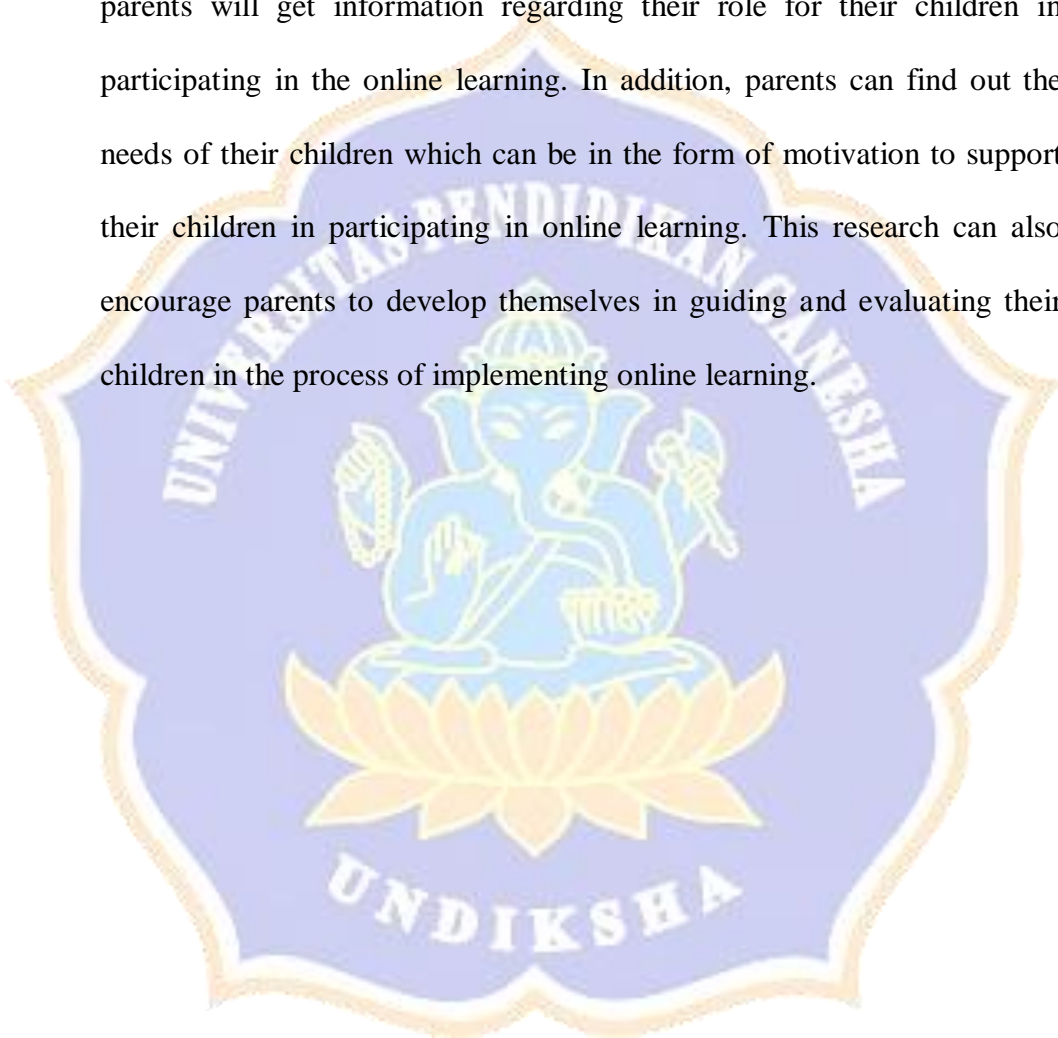 parents will get information regarding their role for their children in
participating in the online learning. In addition, parents can find out the
needs of their children which can be in the form of motivation to support
their children in participating in online learning. This research can also
encourage parents to develop themselves in guiding and evaluating their
children in the process of implementing online learning.
UNIVERSITAS PENDIDIKAN GANESHA
UNDIKSHA